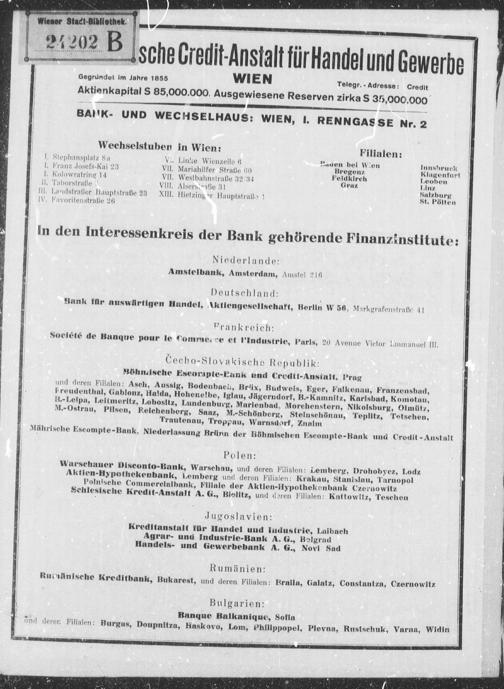 Wiener Stadt-Bibliothek.
24202 B
sche Credit-Anstalt für Handel und Gewerbe
Gegründet im Jahre 1855
WIEN
Telegr.-Adresse: Credit
Aktienkapital S 85,000.000. Ausgewiesene Reserven zirka S 35,000.000
BANK- UND WECHSELHAUS: WIEN, I. RENNGASSE Nr. 2
Wechselstuben in Wien:
I. Stephansplatz 8a
I. Franz Josefs-Kai 23
I. Kolowratring 14
II. Taborstraße
III. Landstraßer Hauptstraße 23
IV. Favoritenstraße 26
V. Linke Wienzeile 6
VII. Mariahilfer Straße 60
VII. Westbahnstraße 32/34
VIII. Alserstraße 31
XIII. Hietzinger Hauptstraße 1
Filialen:
Baden bei Wien
Bregenz
Feldkirch
Graz
Innsbruck
Klagenfurt
Leoben
Linz
Salzburg
St. Pölten
In den Interessenkreis der Bank gehörende Finanzinstitute:
Niederlande:
Amstelbank, Amsterdam, Amstel 216
Deutschland:
Bank für auswärtigen Handel, Aktiengesellschaft, Berlin W 56, Markgrafenstraße 41
Frankreich:
Société de Banque pour le Commerce et l'Industrie, Paris, 20 Avenue Victor Emmanuel III.
Čecho-Slovakische Republik:
Böhmische Escompte-Bank und Credit-Anstalt, Prag
und deren Filialen: Asch, Aussig, Bodenbach, Brüx, Budweis, Eger, Falkenau, Franzensbad,
Freudenthal, Gablonz, Haida, Hohenelbe, Iglau, Jägerndorf, B.-Kamnitz, Karlsbad, Komotau,
B.-Leipa, Leitmeritz, Lobositz, Lundenburg, Marienbad, Morchenstern, Nikolsburg, Olmütz,
M.-Ostrau, Pilsen, Reichenberg, Saaz, M.-Schönberg, Steinschönau, Teplitz, Tetschen,
Trautenau, Troppau, Warnsdorf, Znaim
Mährische Escompte-Bank, Niederlassung Brünn der Böhmischen Escompte-Bank und Credit-Anstalt
Polen:
Warschauer Disconto-Bank, Warschau, und deren Filialen: Lemberg, Drohobycz, Lodz
Aktien-Hypothekenbank, Lemberg und deren Filialen: Krakau, Stanislau, Tarnopol
Polnische Commercialbank, Filiale der Aktien-Hypothekenbank Czernowitz
Schlesische Kredit-Anstalt A. G., Bielitz, und deren Filialen: Kattowitz, Teschen
Jugoslavien:
Kreditanstalt für Handel und Industrie, Laibach
Agrar- und Industrie-Bank A. G., Belgrad
Handels- und Gewerbebank A. G., Novi Sad
Rumänien:
Rumänische Kreditbank, Bukarest, und deren Filialen: Braila, Galatz, Constantza, Czernowitz
Bulgarien:
Banque Balkanique, Sofia
und deren Filialen: Burgas, Doupnitza, Haskovo, Lom, Philippopel, Plevna, Rustschuk, Varna, Widin